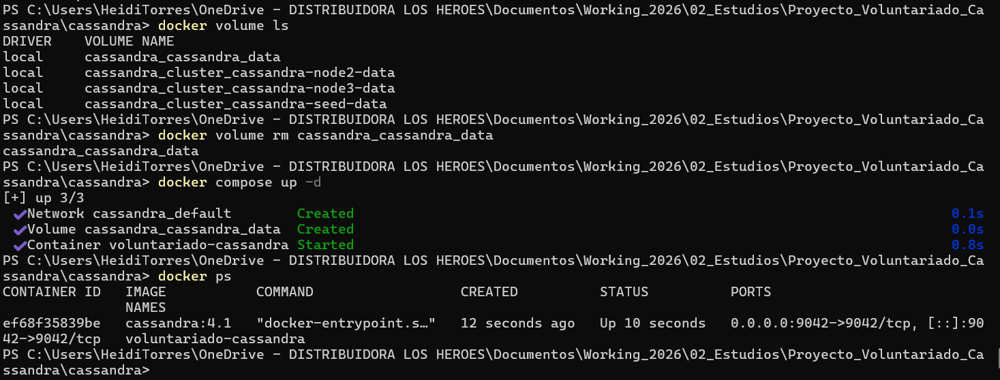 PS C:\Users\HeidiTorres\OneDrive - DISTRIBUIDORA LOS HEROES\Documentos\Working_2026\02_Estudios\Proyecto_Voluntariado_Ca
ssandra\cassandra> docker volume ls
DRIVER    VOLUME NAME
local     cassandra_cassandra_data
local     cassandra_cluster_cassandra-node2-data
local     cassandra_cluster_cassandra-node3-data
local     cassandra_cluster_cassandra-seed-data
PS C:\Users\HeidiTorres\OneDrive - DISTRIBUIDORA LOS HEROES\Documentos\Working_2026\02_Estudios\Proyecto_Voluntariado_Ca
ssandra\cassandra> docker volume rm cassandra_cassandra_data
cassandra_cassandra_data
PS C:\Users\HeidiTorres\OneDrive - DISTRIBUIDORA LOS HEROES\Documentos\Working_2026\02_Estudios\Proyecto_Voluntariado_Ca
ssandra\cassandra> docker compose up -d
[+] up 3/3
✔Network cassandra_default        Created    0.1s
✔Volume cassandra_cassandra_data  Created    0.0s
✔Container voluntariado-cassandra Started    0.8s
PS C:\Users\HeidiTorres\OneDrive - DISTRIBUIDORA LOS HEROES\Documentos\Working_2026\02_Estudios\Proyecto_Voluntariado_Ca
ssandra\cassandra> docker ps
CONTAINER ID   IMAGE           COMMAND                  CREATED          STATUS          PORTS
               NAMES
ef68f35839be   cassandra:4.1   "docker-entrypoint.s…"   12 seconds ago   Up 10 seconds   0.0.0.0:9042->9042/tcp, [::]:90
42->9042/tcp   voluntariado-cassandra
PS C:\Users\HeidiTorres\OneDrive - DISTRIBUIDORA LOS HEROES\Documentos\Working_2026\02_Estudios\Proyecto_Voluntariado_Ca
ssandra\cassandra>